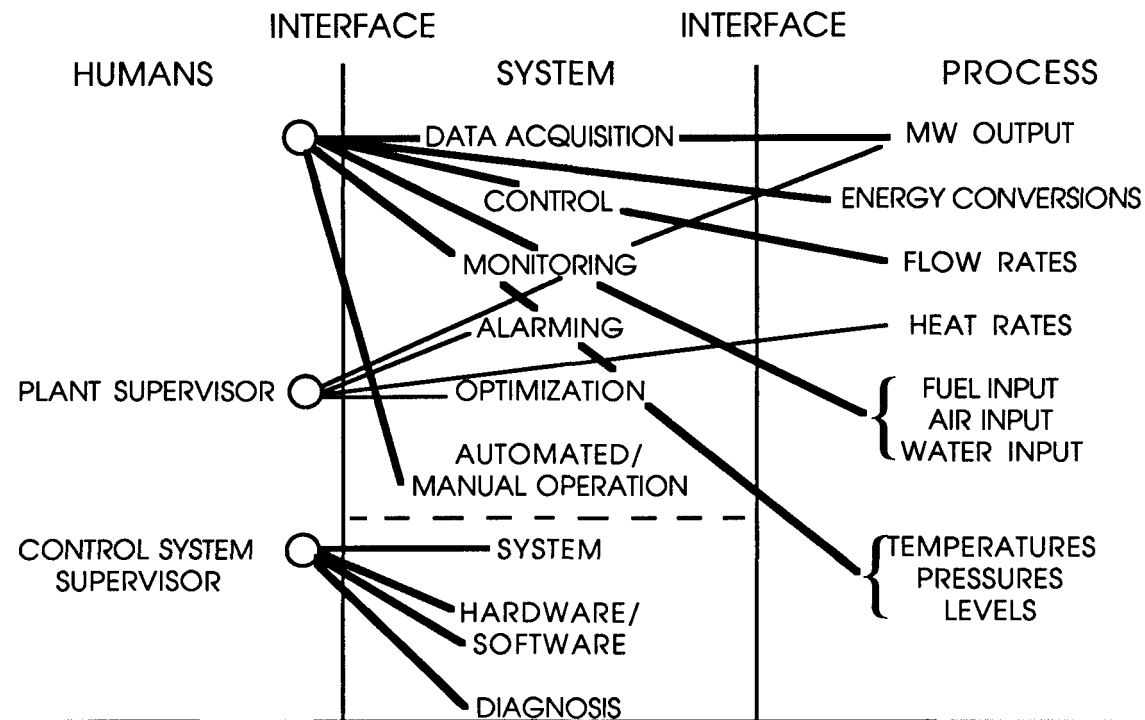 INTERFACE INTERFACE
HUMANS SYSTEM PROCESS
DATA ACQUISITION MW OUTPUT
CONTROL ENERGY CONVERSIONS
MONITORING FLOW RATES
ALARMING HEAT RATES
PLANT SUPERVISOR OPTIMIZATION FUEL INPUT
AIR INPUT
AUTOMATED/ WATER INPUT
MANUAL OPERATION
CONTROL SYSTEM SYSTEM TEMPERATURES
SUPERVISOR PRESSURES
HARDWARE/ LEVELS
SOFTWARE
DIAGNOSIS